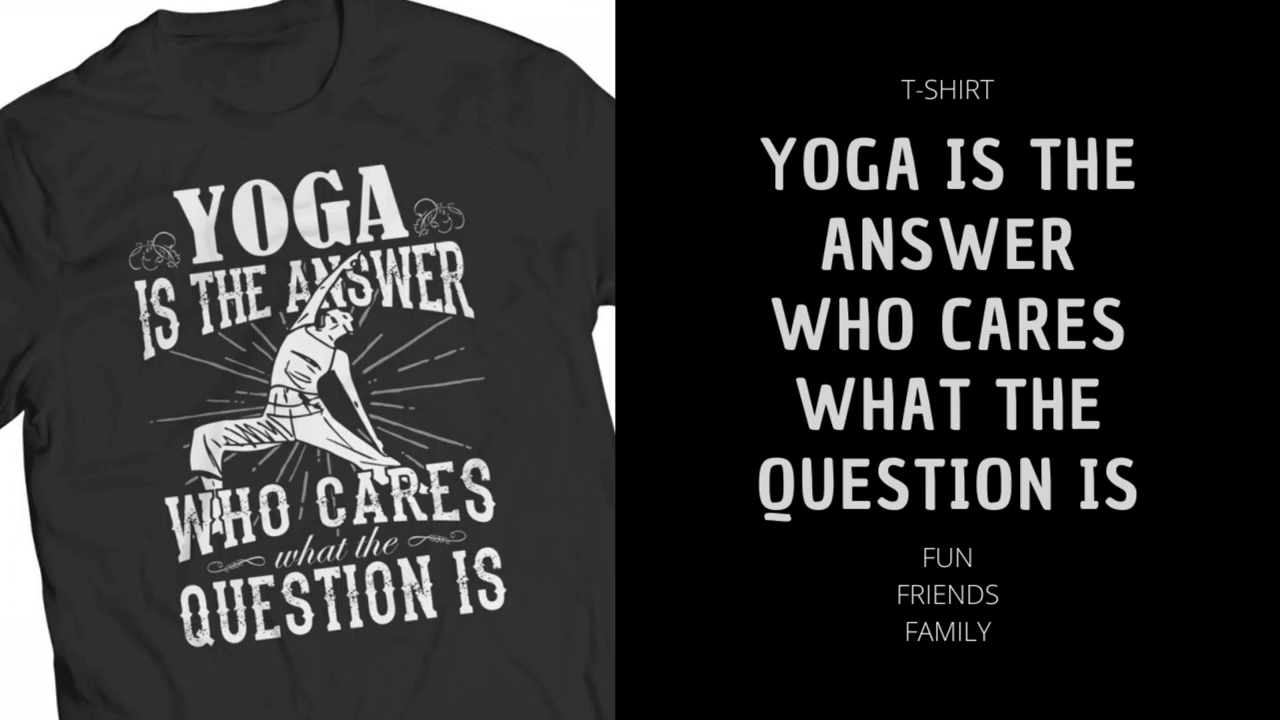 YOGA
IS THE ANSWER
WHO CARES
what the
QUESTION IS
T-SHIRT
YOGA IS THE
ANSWER
WHO CARES
WHAT THE
QUESTION IS
FUN
FRIENDS
FAMILY